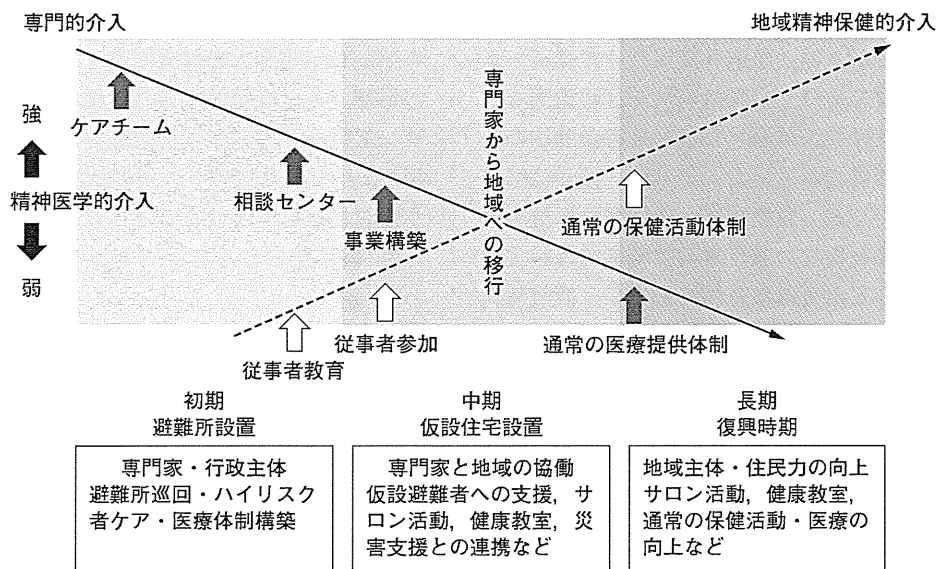 専門的介入
地域精神保健的介入
強
精神医学的介入
弱
ケアチーム
相談センター
事業構築
専門家から地域への移行
通常の保健活動体制
従事者教育
従事者参加
通常の医療提供体制
初期
避難所設置
専門家・行政主体
避難所巡回・ハイリスク
者ケア・医療体制構築
中期
仮設住宅設置
専門家と地域の協働
仮設避難者への支援，サ
ロン活動，健康教室，災
害支援との連携など
長期
復興時期
地域主体・住民力の向上
サロン活動，健康教室，
通常の保健活動・医療の
向上など